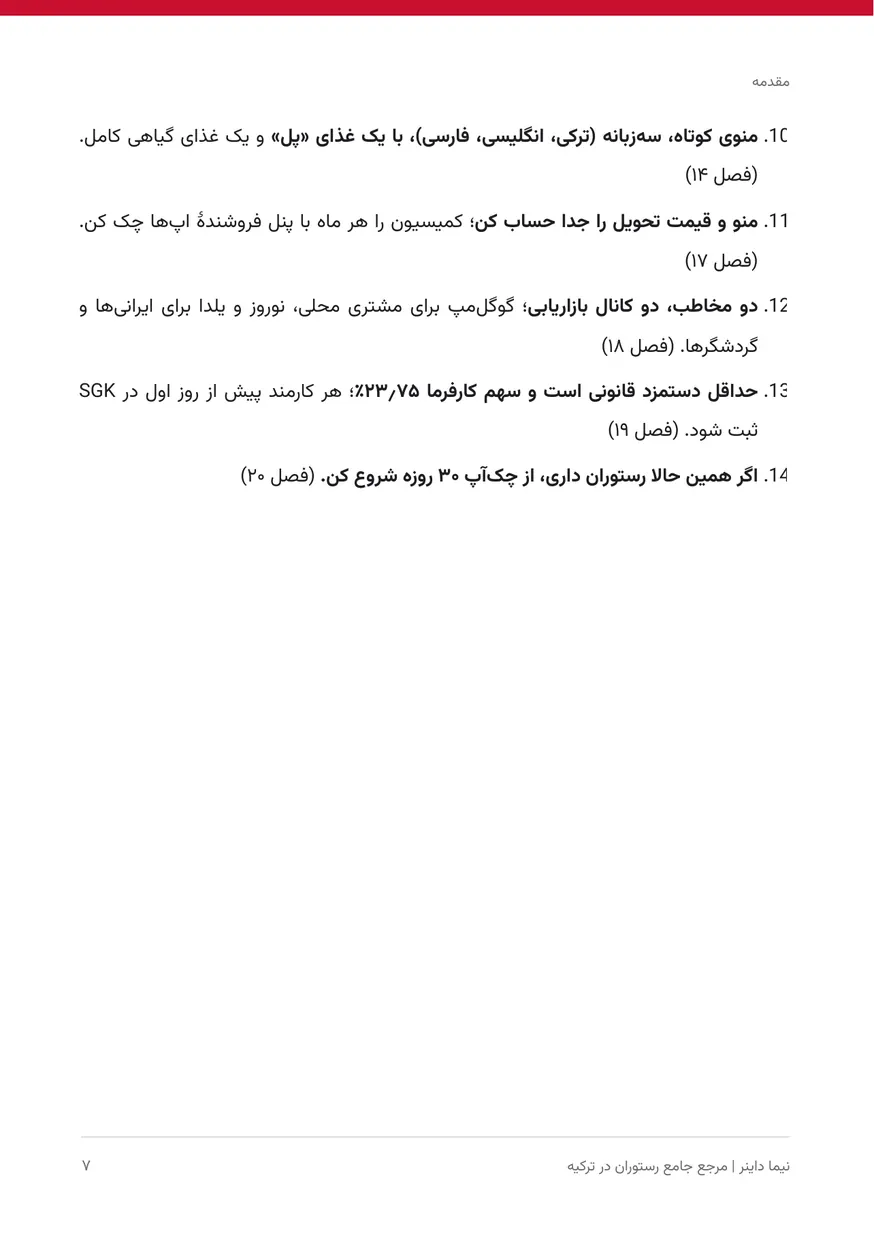 مقدمه
10. منوی کوتاه، سه‌زبانه (ترکی، انگلیسی، فارسی)، با یک غذای «پل» و یک غذای گیاهی کامل.
(فصل ۱۴)
11. منو و قیمت تحویل را جدا حساب کن؛ کمیسیون را هر ماه با پنل فروشندهٔ اپ‌ها چک کن.
(فصل ۱۷)
12. دو مخاطب، دو کانال بازاریابی؛ گوگل‌مپ برای مشتری محلی، نوروز و یلدا برای ایرانی‌ها و
گردشگرها. (فصل ۱۸)
13. حداقل دستمزد قانونی است و سهم کارفرما ۲۳٫۷۵٪؛ هر کارمند پیش از روز اول در SGK
ثبت شود. (فصل ۱۹)
14. اگر همین حالا رستوران داری، از چک‌آپ ۳۰ روزه شروع کن. (فصل ۲۰)
نیما داینر | مرجع جامع رستوران در ترکیه
۷